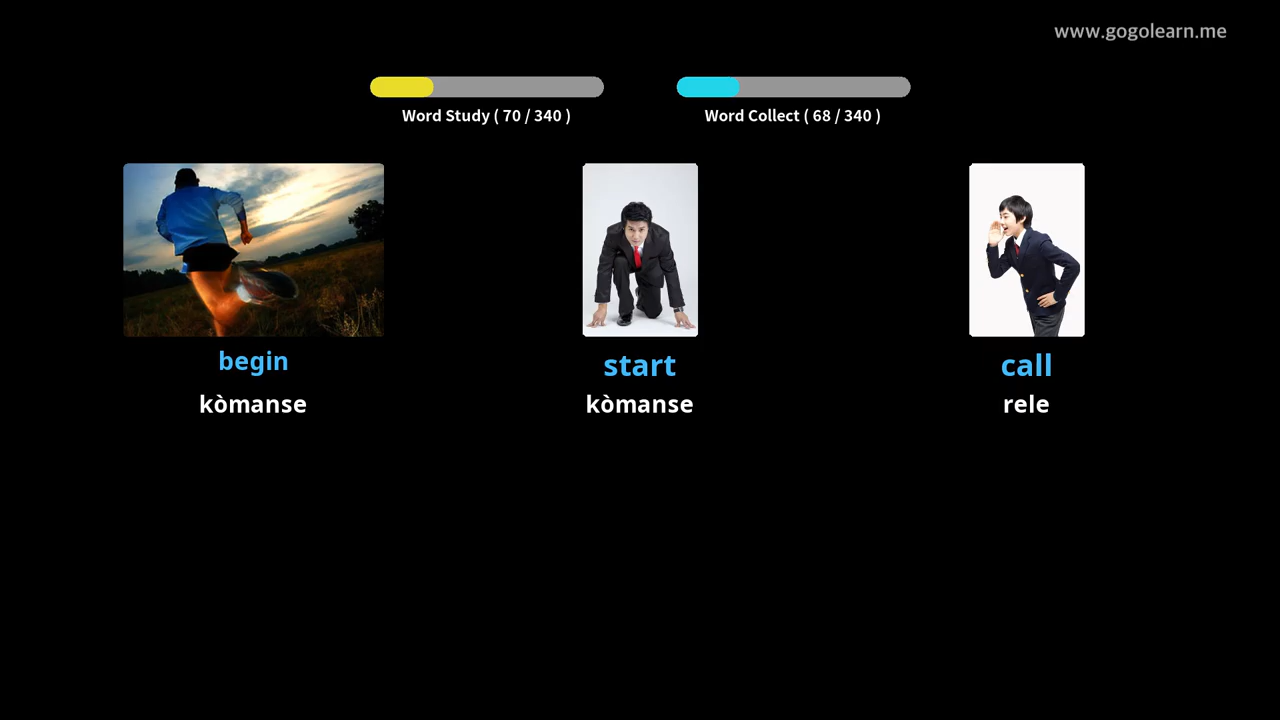 www.gogolearn.me
Word Study ( 70 / 340 )
Word Collect ( 68 / 340 )
begin
start
call
kòmanse
kòmanse
rele